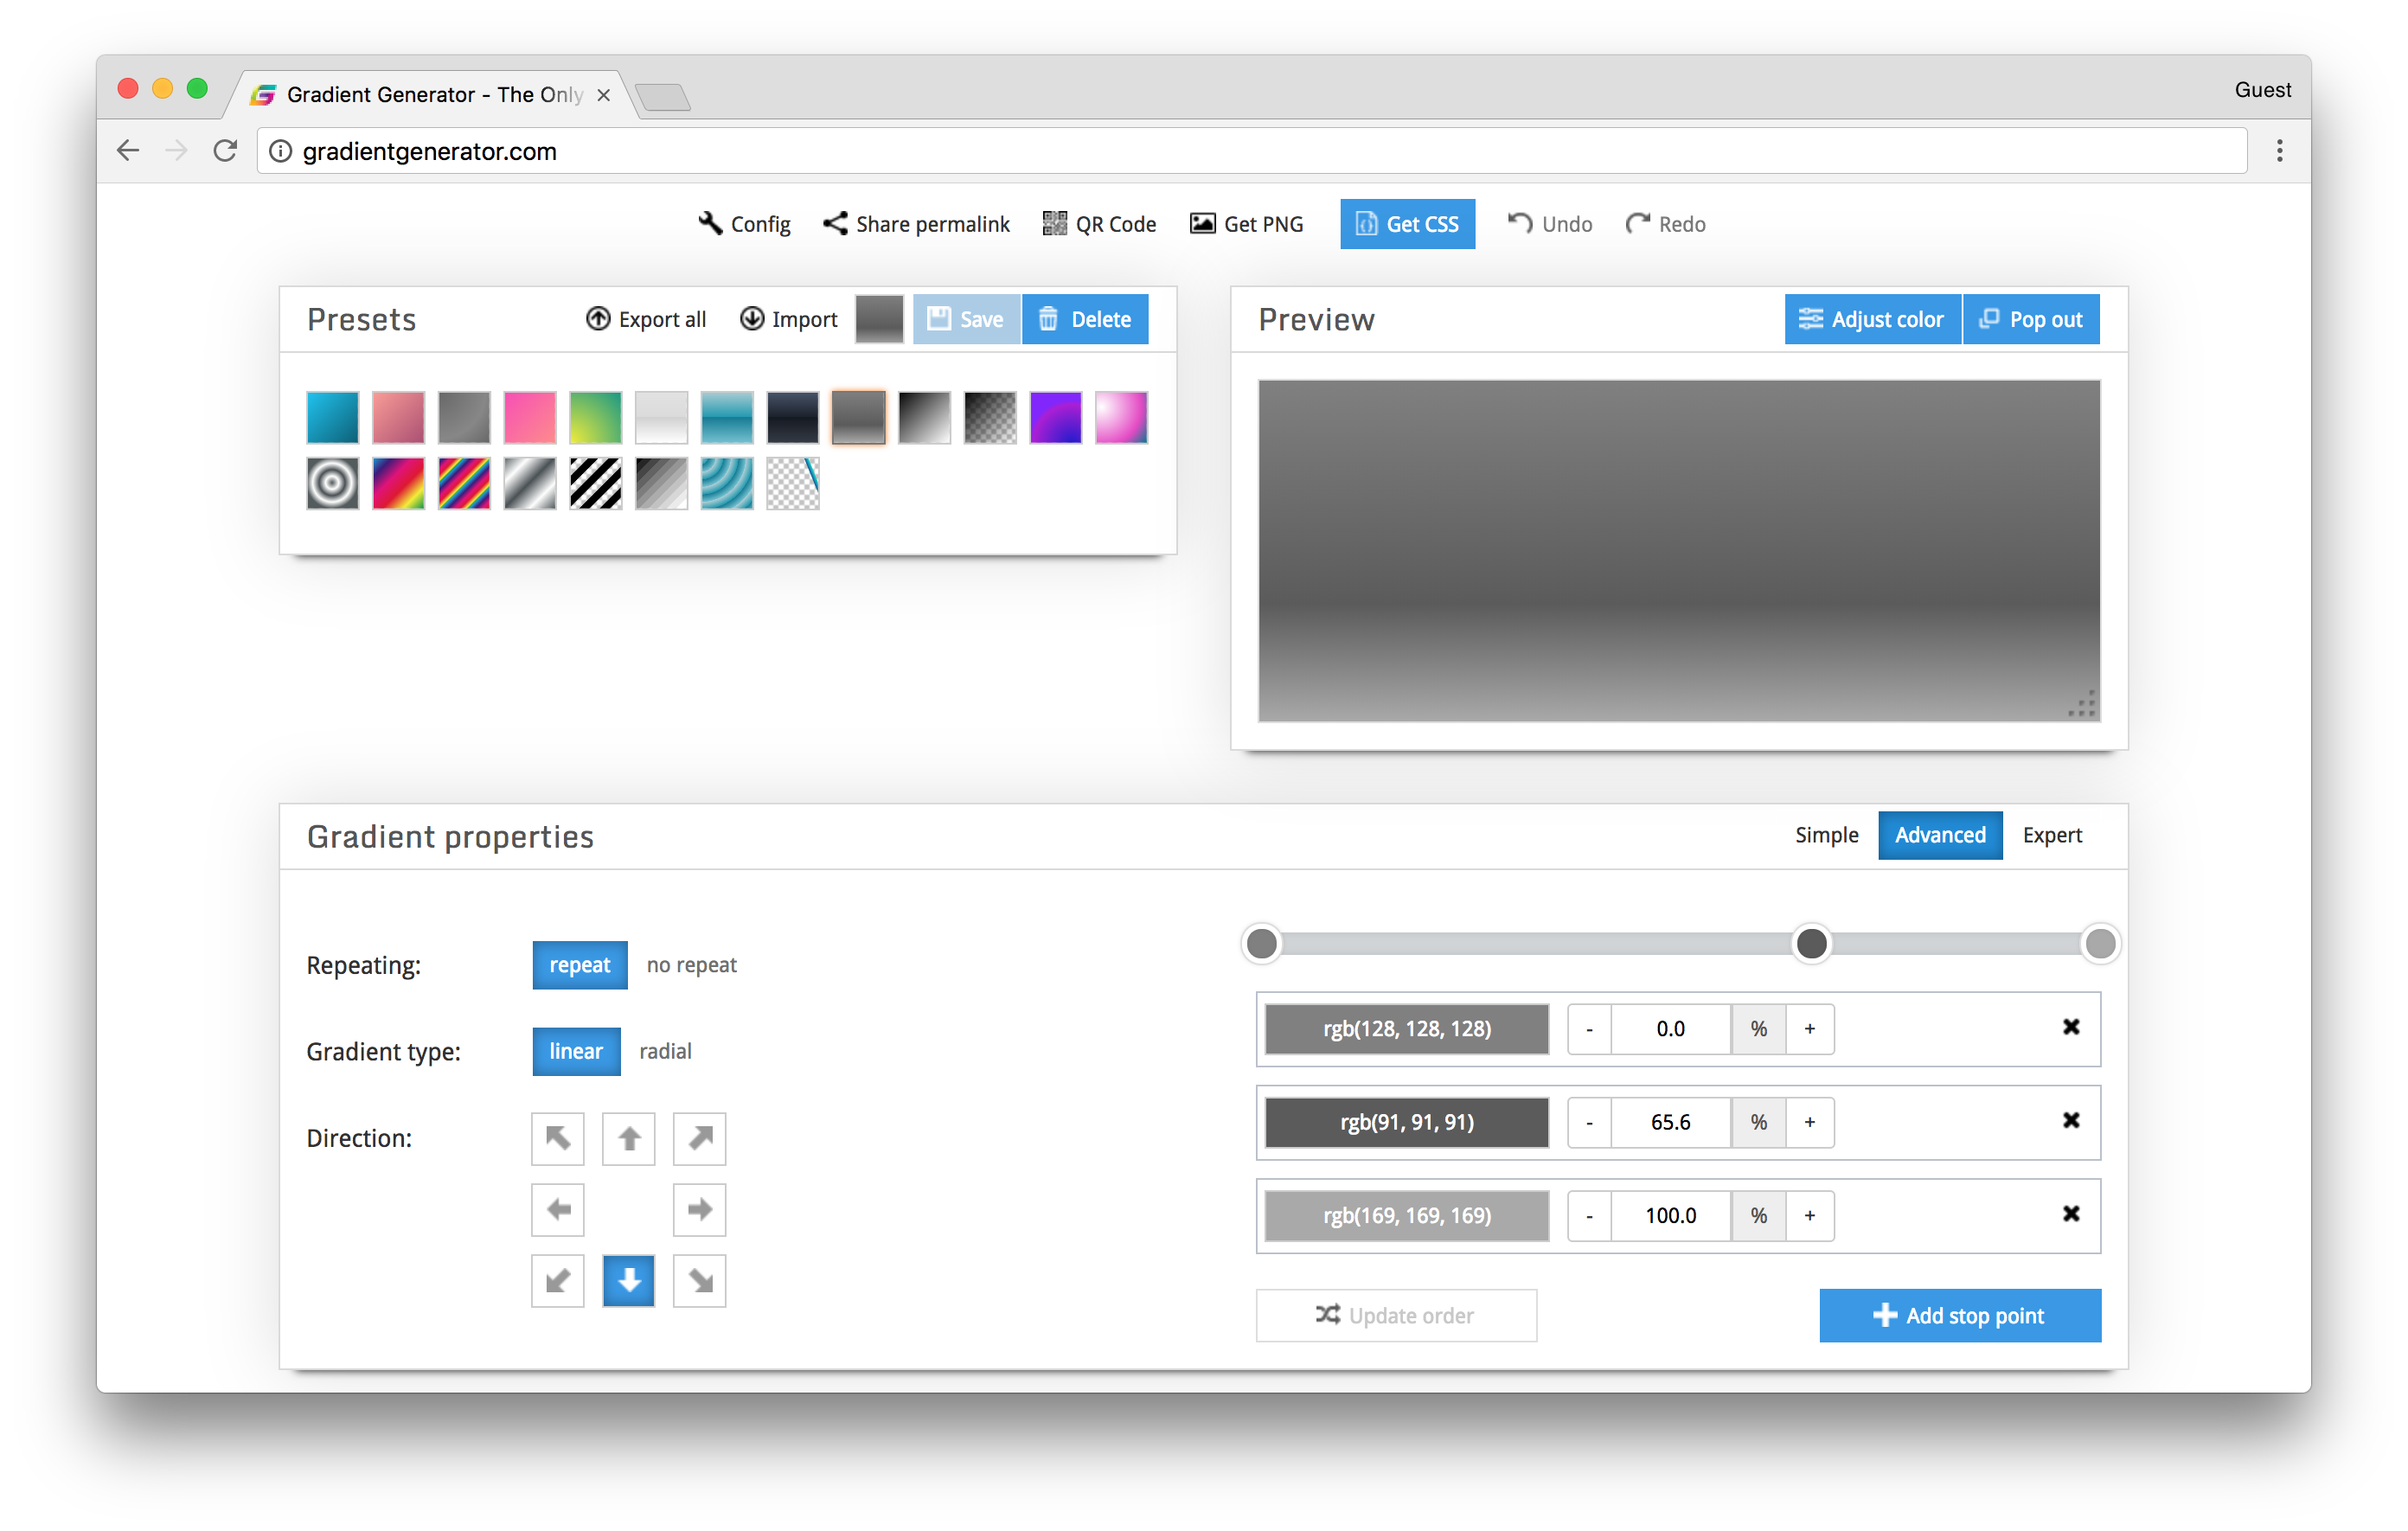 Gradient Generator - The Only
Guest
gradientgenerator.com
Config Share permalink QR Code Get PNG Get CSS Undo Redo
Presets Export all Import Save Delete
Preview Adjust color Pop out
Gradient properties Simple Advanced Expert
Repeating: repeat no repeat
rgb(128, 128, 128) - 0.0 % +
Gradient type: linear radial
rgb(91, 91, 91) - 65.6 % +
Direction:
rgb(169, 169, 169) - 100.0 % +
Update order Add stop point